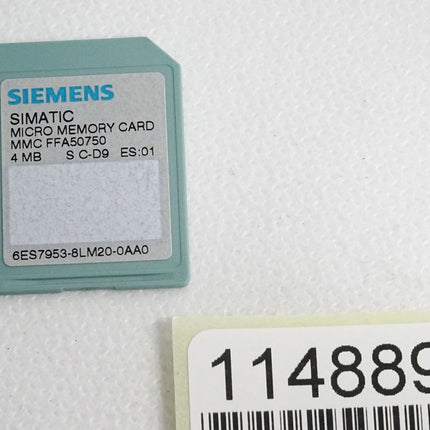 SIEMENS
SIMATIC
MICRO MEMORY CARD
MMC FFA50750
4 MB S C-D9 ES:01
6ES7953-8LM20-0AA0
114889